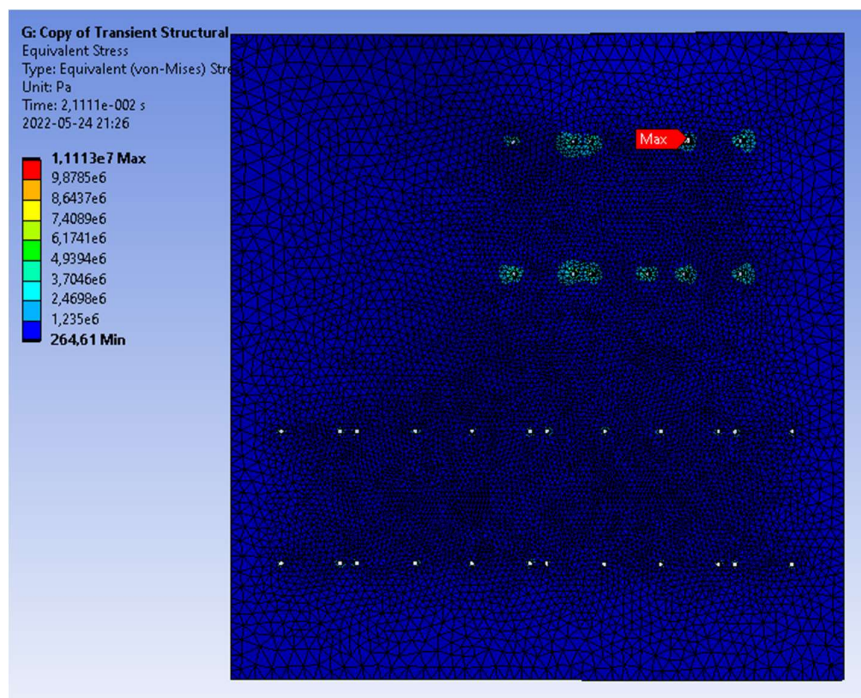 G: Copy of Transient Structural
Equivalent Stress
Type: Equivalent (von-Mises) Stre
Unit: Pa
Time: 2,1111e-002 s
2022-05-24 21:26
1,1113e7 Max
9,8785e6
8,6437e6
7,4089e6
6,1741e6
4,9394e6
3,7046e6
2,4698e6
1,235e6
264,61 Min
Max